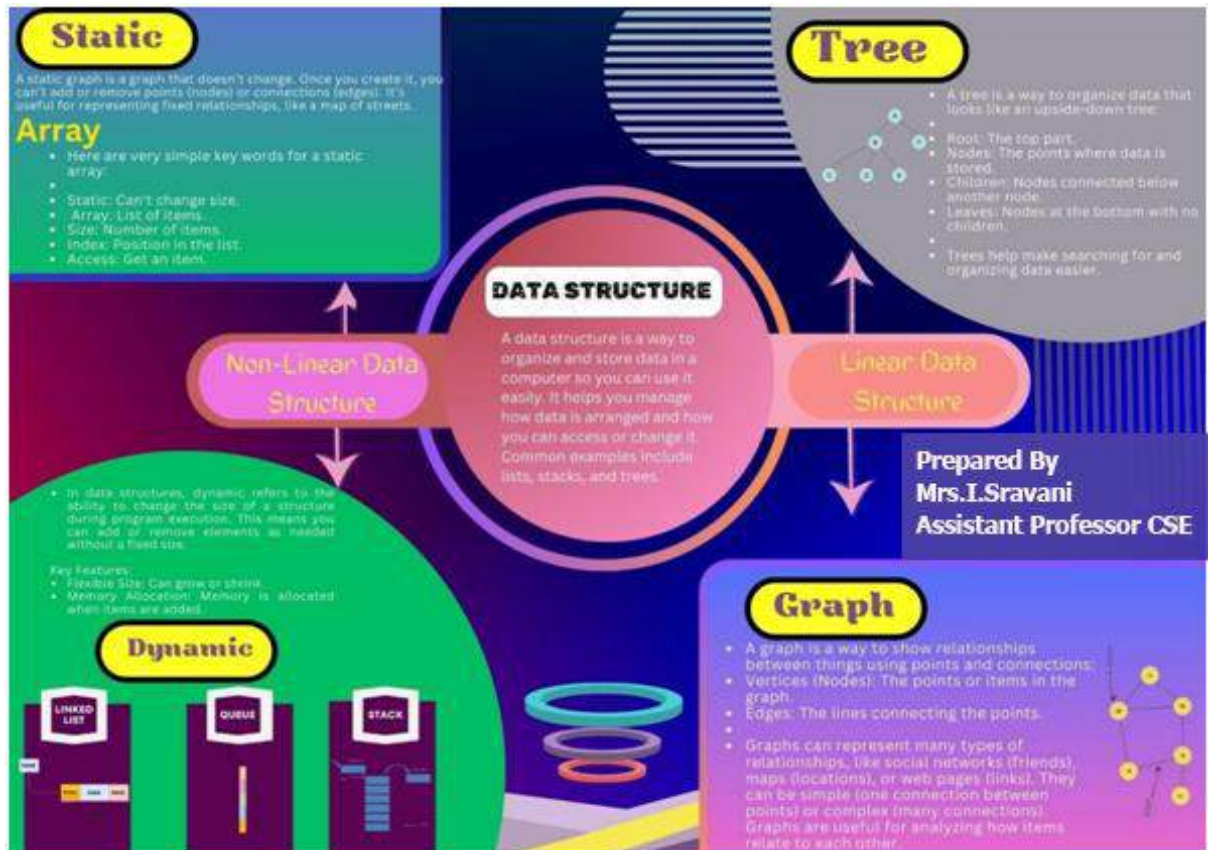 Static
A static graph is a graph that doesn't change. Once you create it, you
can't add or remove points (nodes) or connections (edges). It's
useful for representing fixed relationships, like a map of streets.
Array
• Here are very simple key words for a static
array:
•
• Static: Can't change size.
• Array: List of items.
• Size: Number of items.
• Index: Position in the list.
• Access: Get an item.
Tree
• A tree is a way to organize data that
looks like an upside-down tree:
•
• Root: The top part.
• Nodes: The points where data is
stored.
• Children: Nodes connected below
another node.
• Leaves: Nodes at the bottom with no
children.
•
• Trees help make searching for and
organizing data easier.
DATA STRUCTURE
A data structure is a way to
organize and store data in a
computer so you can use it
easily. It helps you manage
how data is arranged and how
you can access or change it.
Common examples include
lists, stacks, and trees.
Non-Linear Data
Structure
Linear Data
Structure
Prepared By
Mrs.I.Sravani
Assistant Professor CSE
• In data structures, dynamic refers to the
ability to change the size of a structure
during program execution. This means you
can add or remove elements as needed
without a fixed size.
Key Features:
• Flexible Size: Can grow or shrink.
• Memory Allocation: Memory is allocated
when items are added.
Dynamic
LINKED
LIST
QUEUE
STACK
Graph
• A graph is a way to show relationships
between things using points and connections:
• Vertices (Nodes): The points or items in the
graph.
• Edges: The lines connecting the points.
•
• Graphs can represent many types of
relationships, like social networks (friends),
maps (locations), or web pages (links). They
can be simple (one connection between
points) or complex (many connections).
Graphs are useful for analyzing how items
relate to each other.